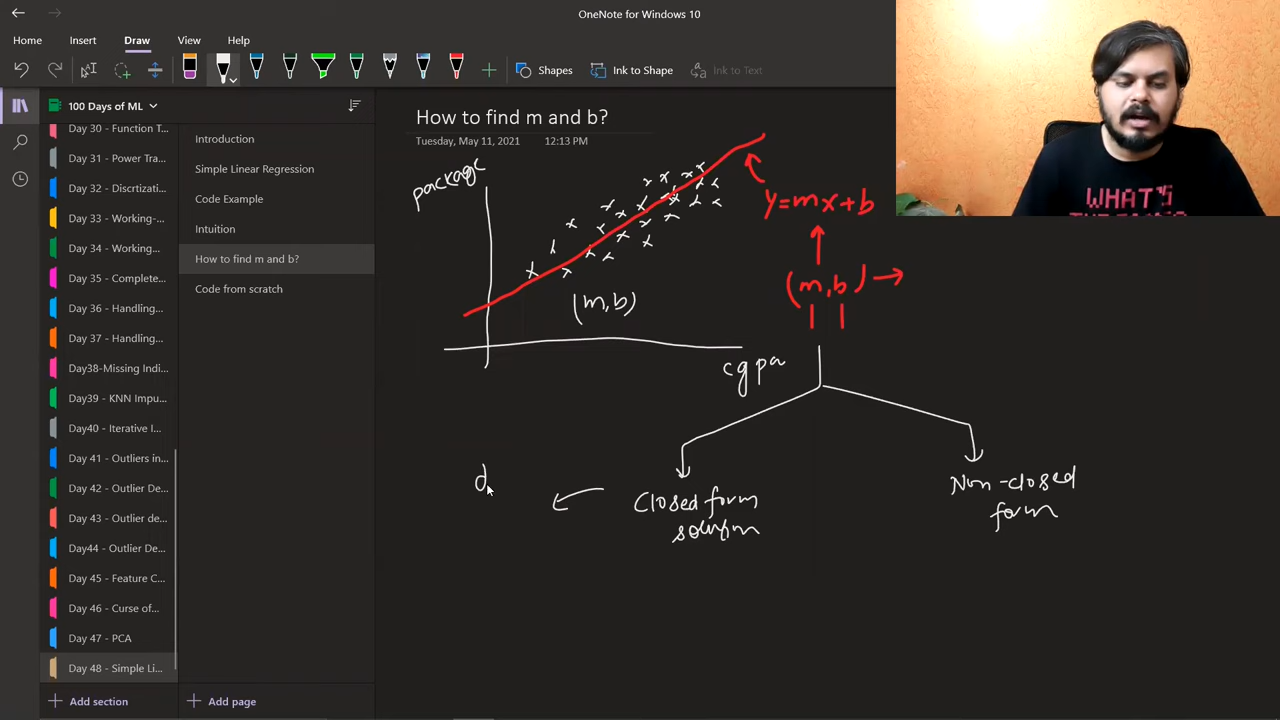 OneNote for Windows 10
Home
Insert
Draw
View
Help
Shapes
Ink to Shape
Ink to Text
100 Days of ML
Day 30 - Function T...
Day 31 - Power Tra...
Day 32 - Discrtizati...
Day 33 - Working-...
Day 34 - Working...
Day 35 - Complete...
Day 36 - Handling...
Day 37 - Handling...
Day38-Missing Indi...
Day39 - KNN Impu...
Day40 - Iterative I...
Day 41 - Outliers in...
Day 42 - Outlier De...
Day 43 - Outlier de...
Day44 - Outlier De...
Day 45 - Feature C...
Day 46 - Curse of...
Day 47 - PCA
Day 48 - Simple Li...
Add section
Introduction
Simple Linear Regression
Code Example
Intuition
How to find m and b?
Code from scratch
Add page
How to find m and b?
Tuesday, May 11, 2021 12:13 PM
package
y=mx+b
(m,b)
(m,b)
cgpa
d
Closed form
solution
Non-closed
form
WHAT'S